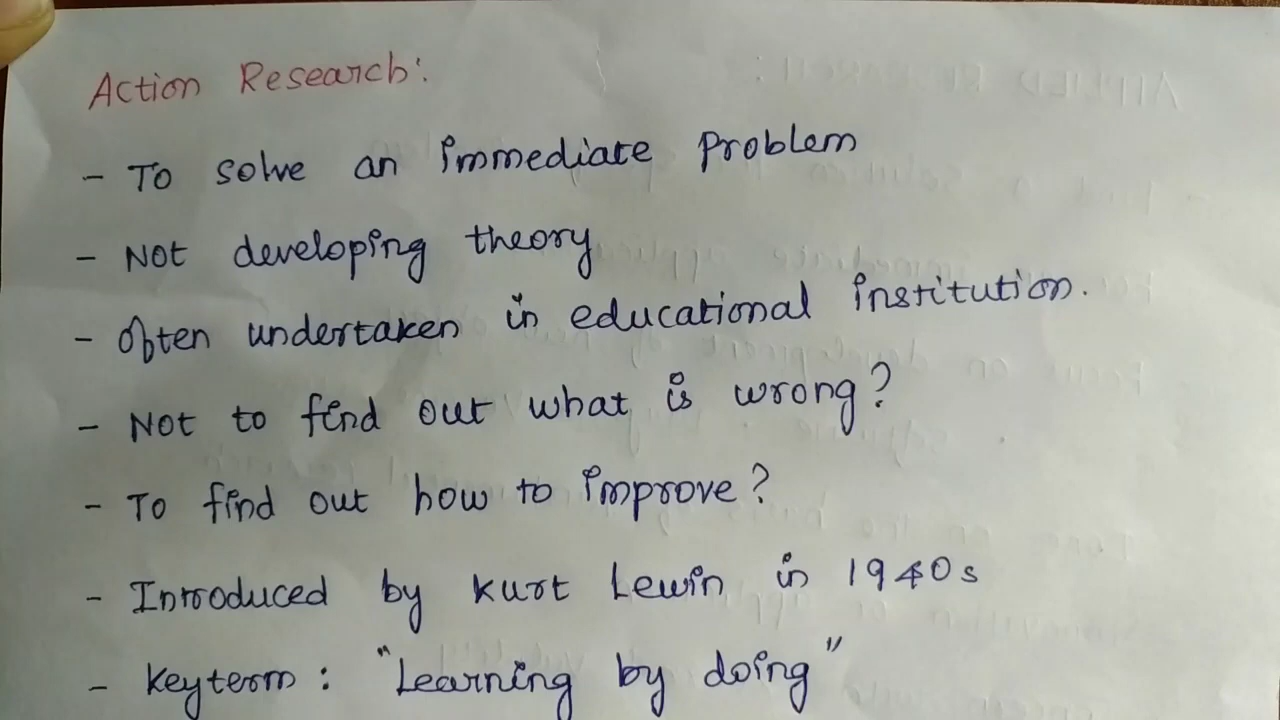 Action Research:
- To solve an immediate problem
- Not developing theory
- Often undertaken in educational institution.
- Not to find out what is wrong?
- To find out how to improve?
- Introduced by Kurt Lewin in 1940s
- Keyterm : "Learning by doing"